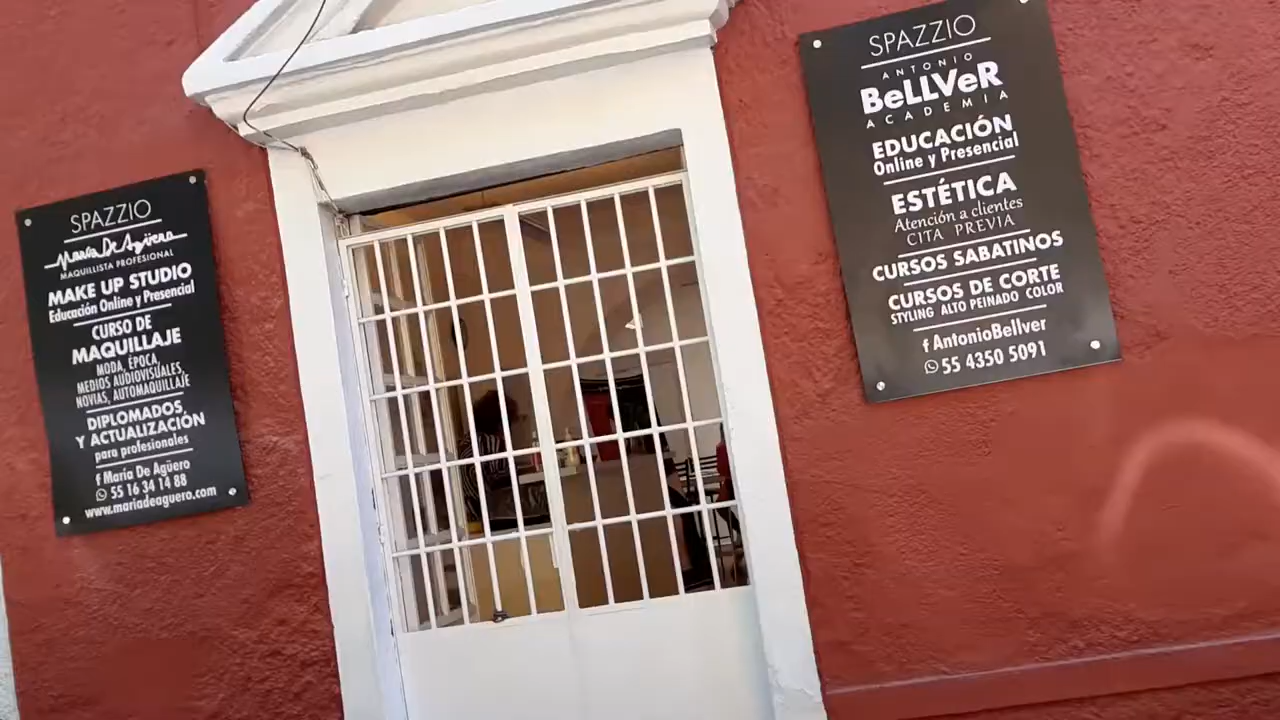 SPAZZIO
María De Agüero
MAQUILLISTA PROFESIONAL
MAKE UP STUDIO
Educación Online y Presencial
CURSO DE
MAQUILLAJE
MODA, ÉPOCA,
MEDIOS AUDIOVISUALES,
NOVIAS, AUTOMAQUILLAJE
DIPLOMADOS
Y ACTUALIZACIÓN
para profesionales
f María De Agüero
55 16 34 14 88
www.mariadeaguero.com
SPAZZIO
ANTONIO
BeLLVeR
ACADEMIA
EDUCACIÓN
Online y Presencial
ESTÉTICA
Atención a clientes
CITA PREVIA
CURSOS SABATINOS
CURSOS DE CORTE
STYLING ALTO PEINADO COLOR
f AntonioBellver
55 4350 5091